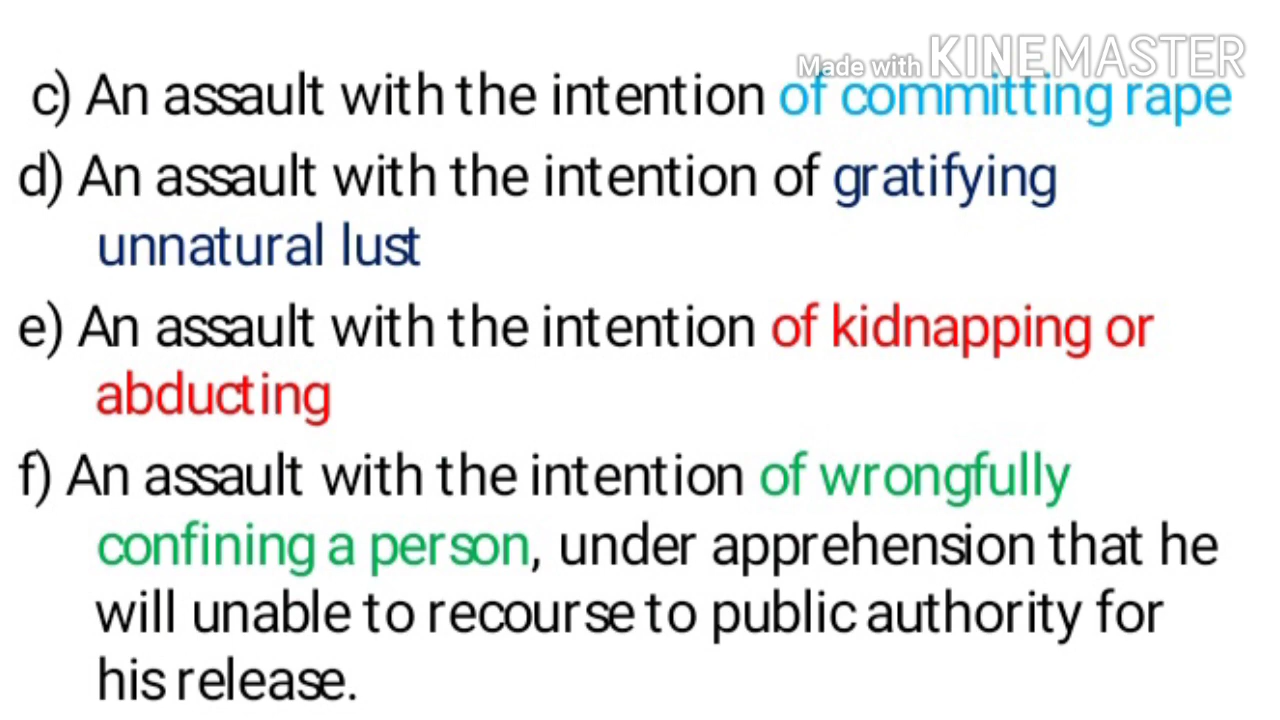 Made with KINEMASTER
c) An assault with the intention of committing rape
d) An assault with the intention of gratifying
unnatural lust
e) An assault with the intention of kidnapping or
abducting
f) An assault with the intention of wrongfully
confining a person, under apprehension that he
will unable to recourse to public authority for
his release.